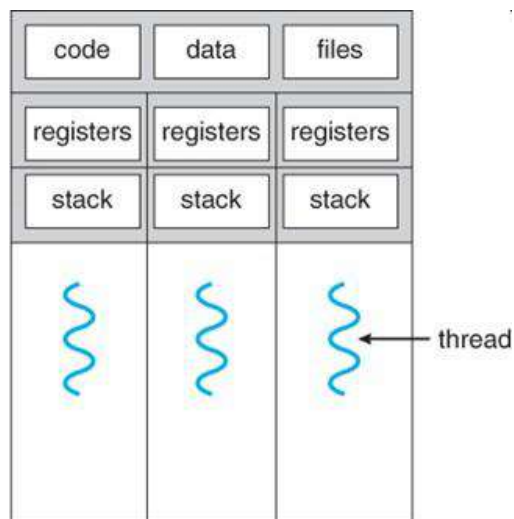 code data files
registers registers registers
stack stack stack
thread